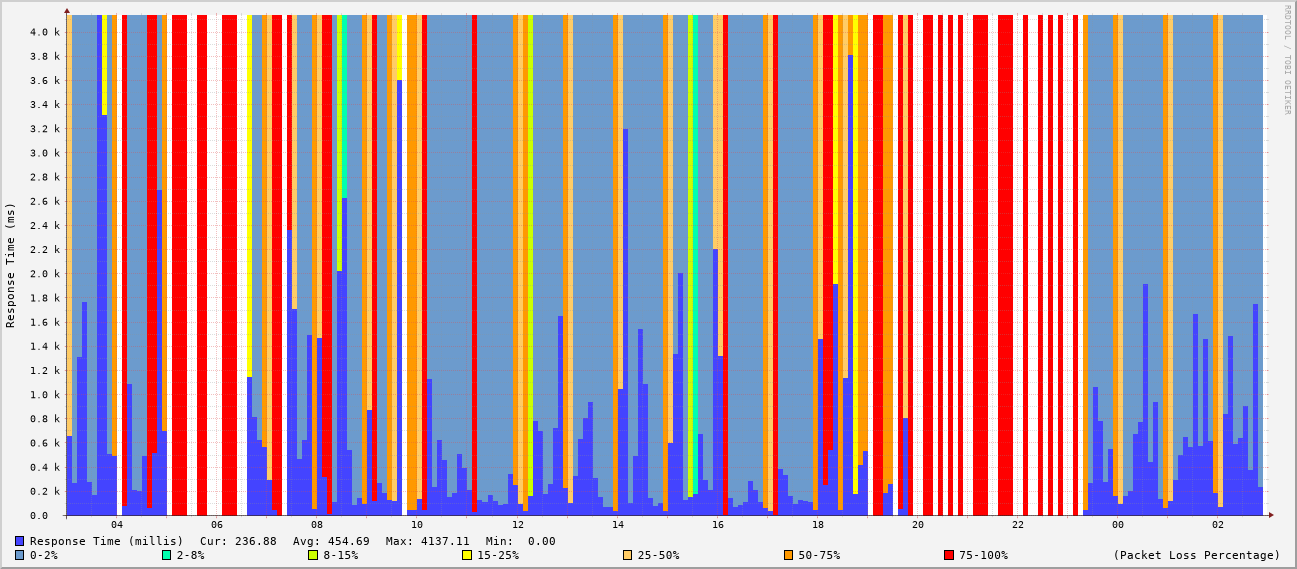 RRDTOOL / TOBI OETIKER
Response Time (ms)
4.0 k
3.8 k
3.6 k
3.4 k
3.2 k
3.0 k
2.8 k
2.6 k
2.4 k
2.2 k
2.0 k
1.8 k
1.6 k
1.4 k
1.2 k
1.0 k
0.8 k
0.6 k
0.4 k
0.2 k
0.0
04 06 08 10 12 14 16 18 20 22 00 02
Response Time (millis) Cur: 236.88 Avg: 454.69 Max: 4137.11 Min: 0.00
0-2% 2-8% 8-15% 15-25% 25-50% 50-75% 75-100% (Packet Loss Percentage)